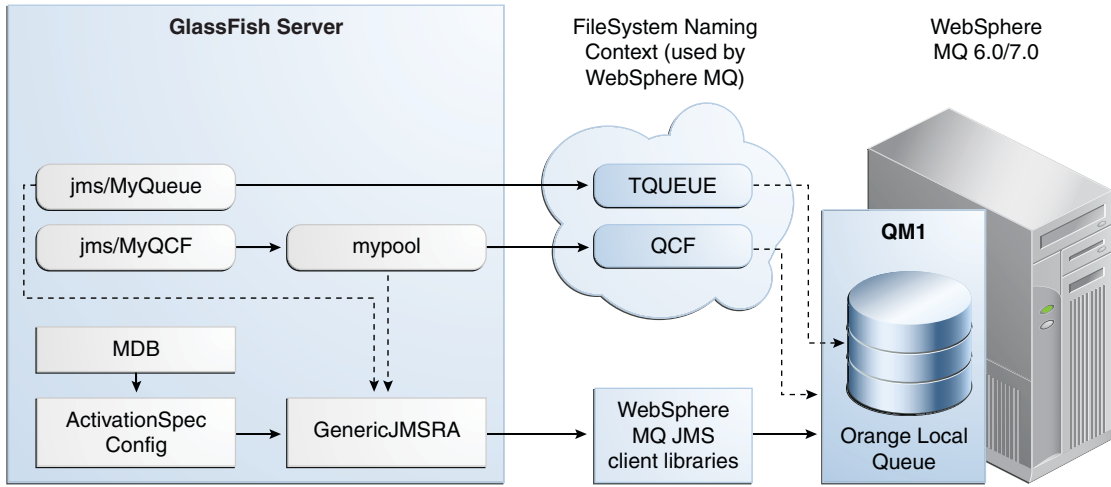 GlassFish Server
FileSystem Naming
Context (used by
WebSphere MQ)
WebSphere
MQ 6.0/7.0
jms/MyQueue
TQUEUE
jms/MyQCF
mypool
QCF
QM1
MDB
ActivationSpec
Config
GenericJMSRA
WebSphere
MQ JMS
client libraries
Orange Local
Queue